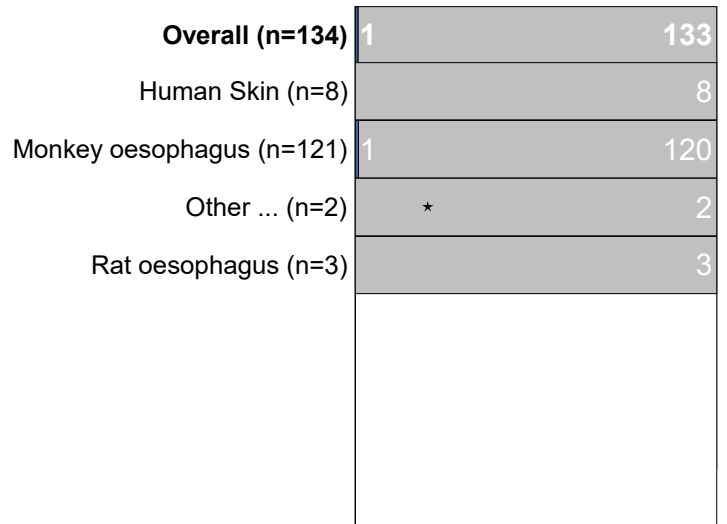 Overall (n=134) 1 133
Human Skin (n=8) 8
Monkey oesophagus (n=121) 1 120
Other ... (n=2) ⋆ 2
Rat oesophagus (n=3) 3